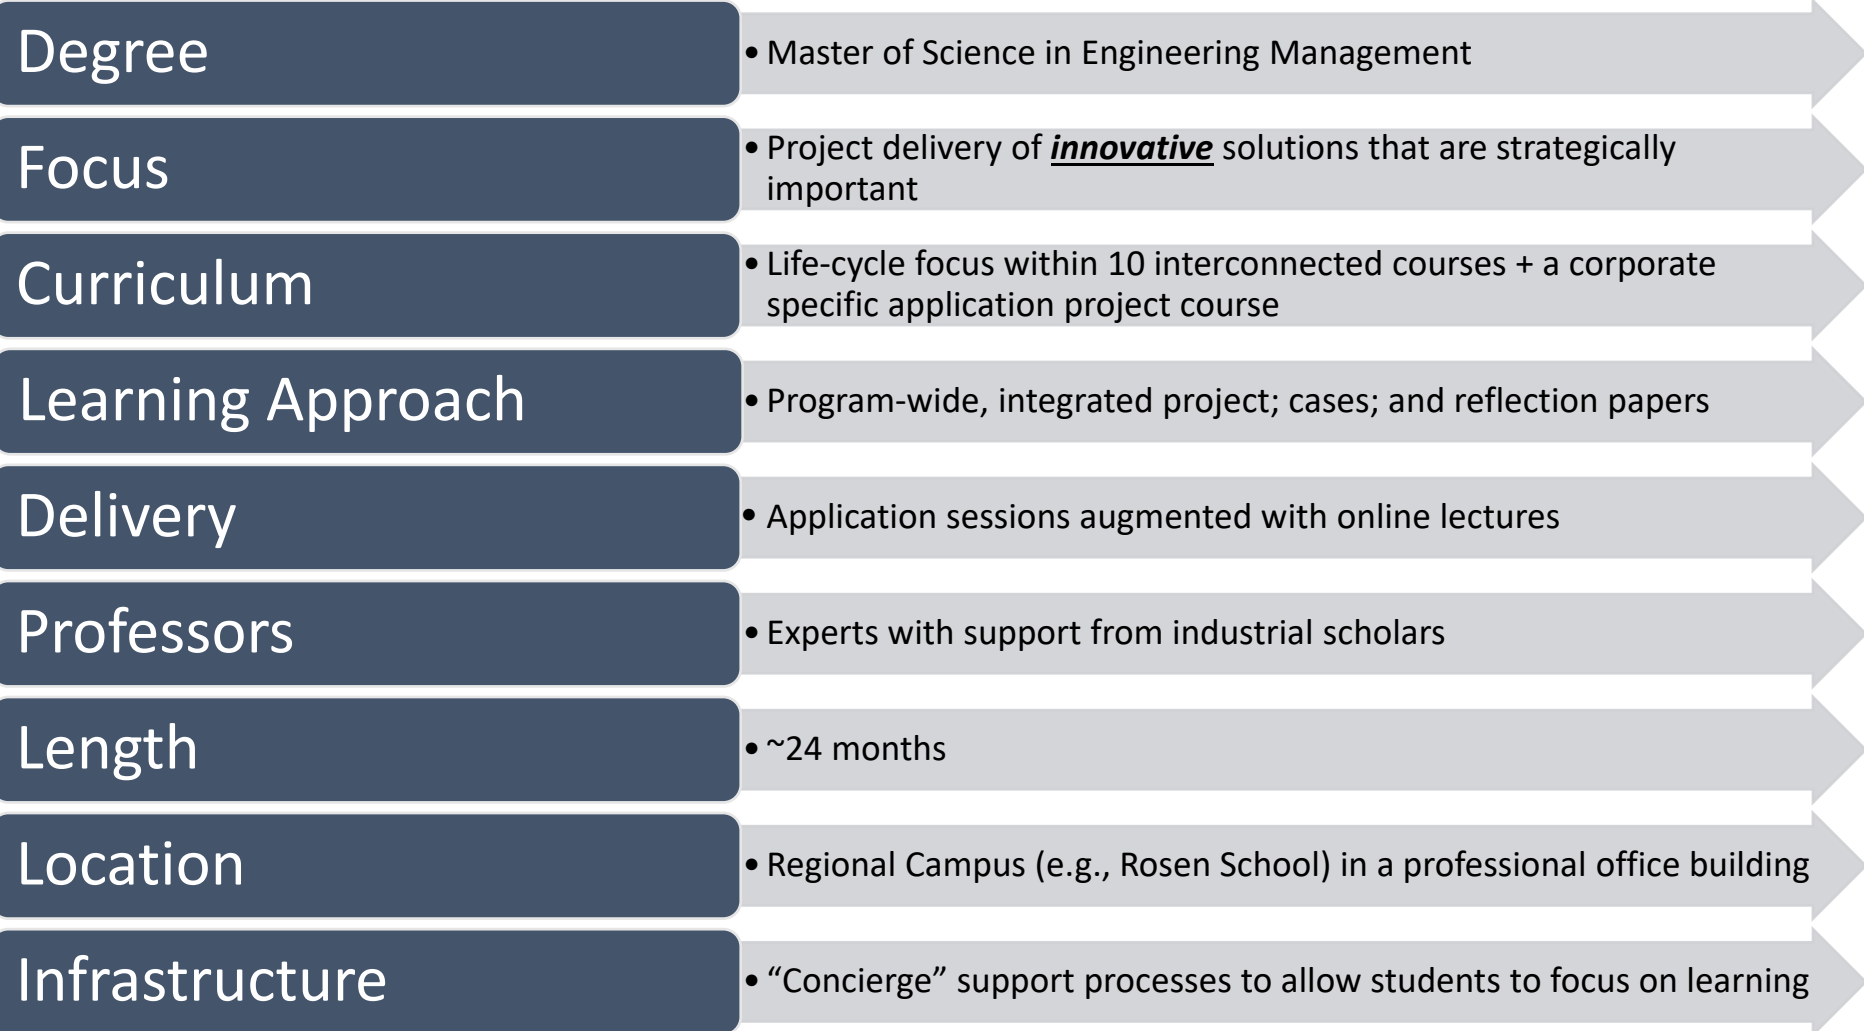 Degree
• Master of Science in Engineering Management
Focus
• Project delivery of innovative solutions that are strategically
important
Curriculum
• Life-cycle focus within 10 interconnected courses + a corporate
specific application project course
Learning Approach
• Program-wide, integrated project; cases; and reflection papers
Delivery
• Application sessions augmented with online lectures
Professors
• Experts with support from industrial scholars
Length
• ~24 months
Location
• Regional Campus (e.g., Rosen School) in a professional office building
Infrastructure
• “Concierge” support processes to allow students to focus on learning